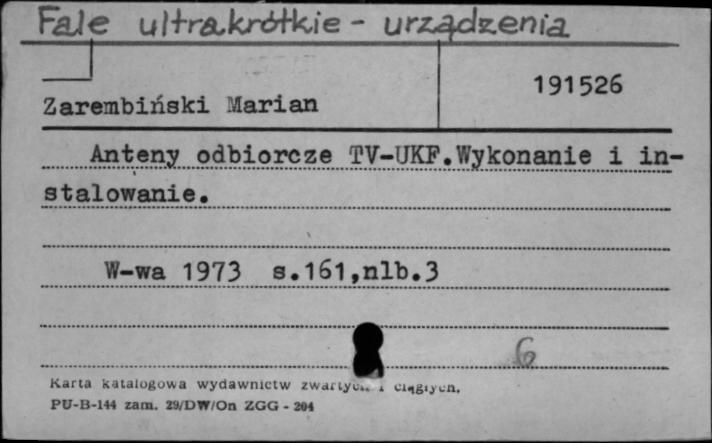 Fale ultrakrótkie - urządzenia
191526
Zarembiński Marian
Anteny odbiorcze TV-UKF.Wykonanie i in-
stalowanie.
W-wa 1973 s.161,nlb.3
6
Karta katalogowa wydawnictw zwartych i ciągłych.
PU-B-144 zam. 29/DW/On ZGG - 204